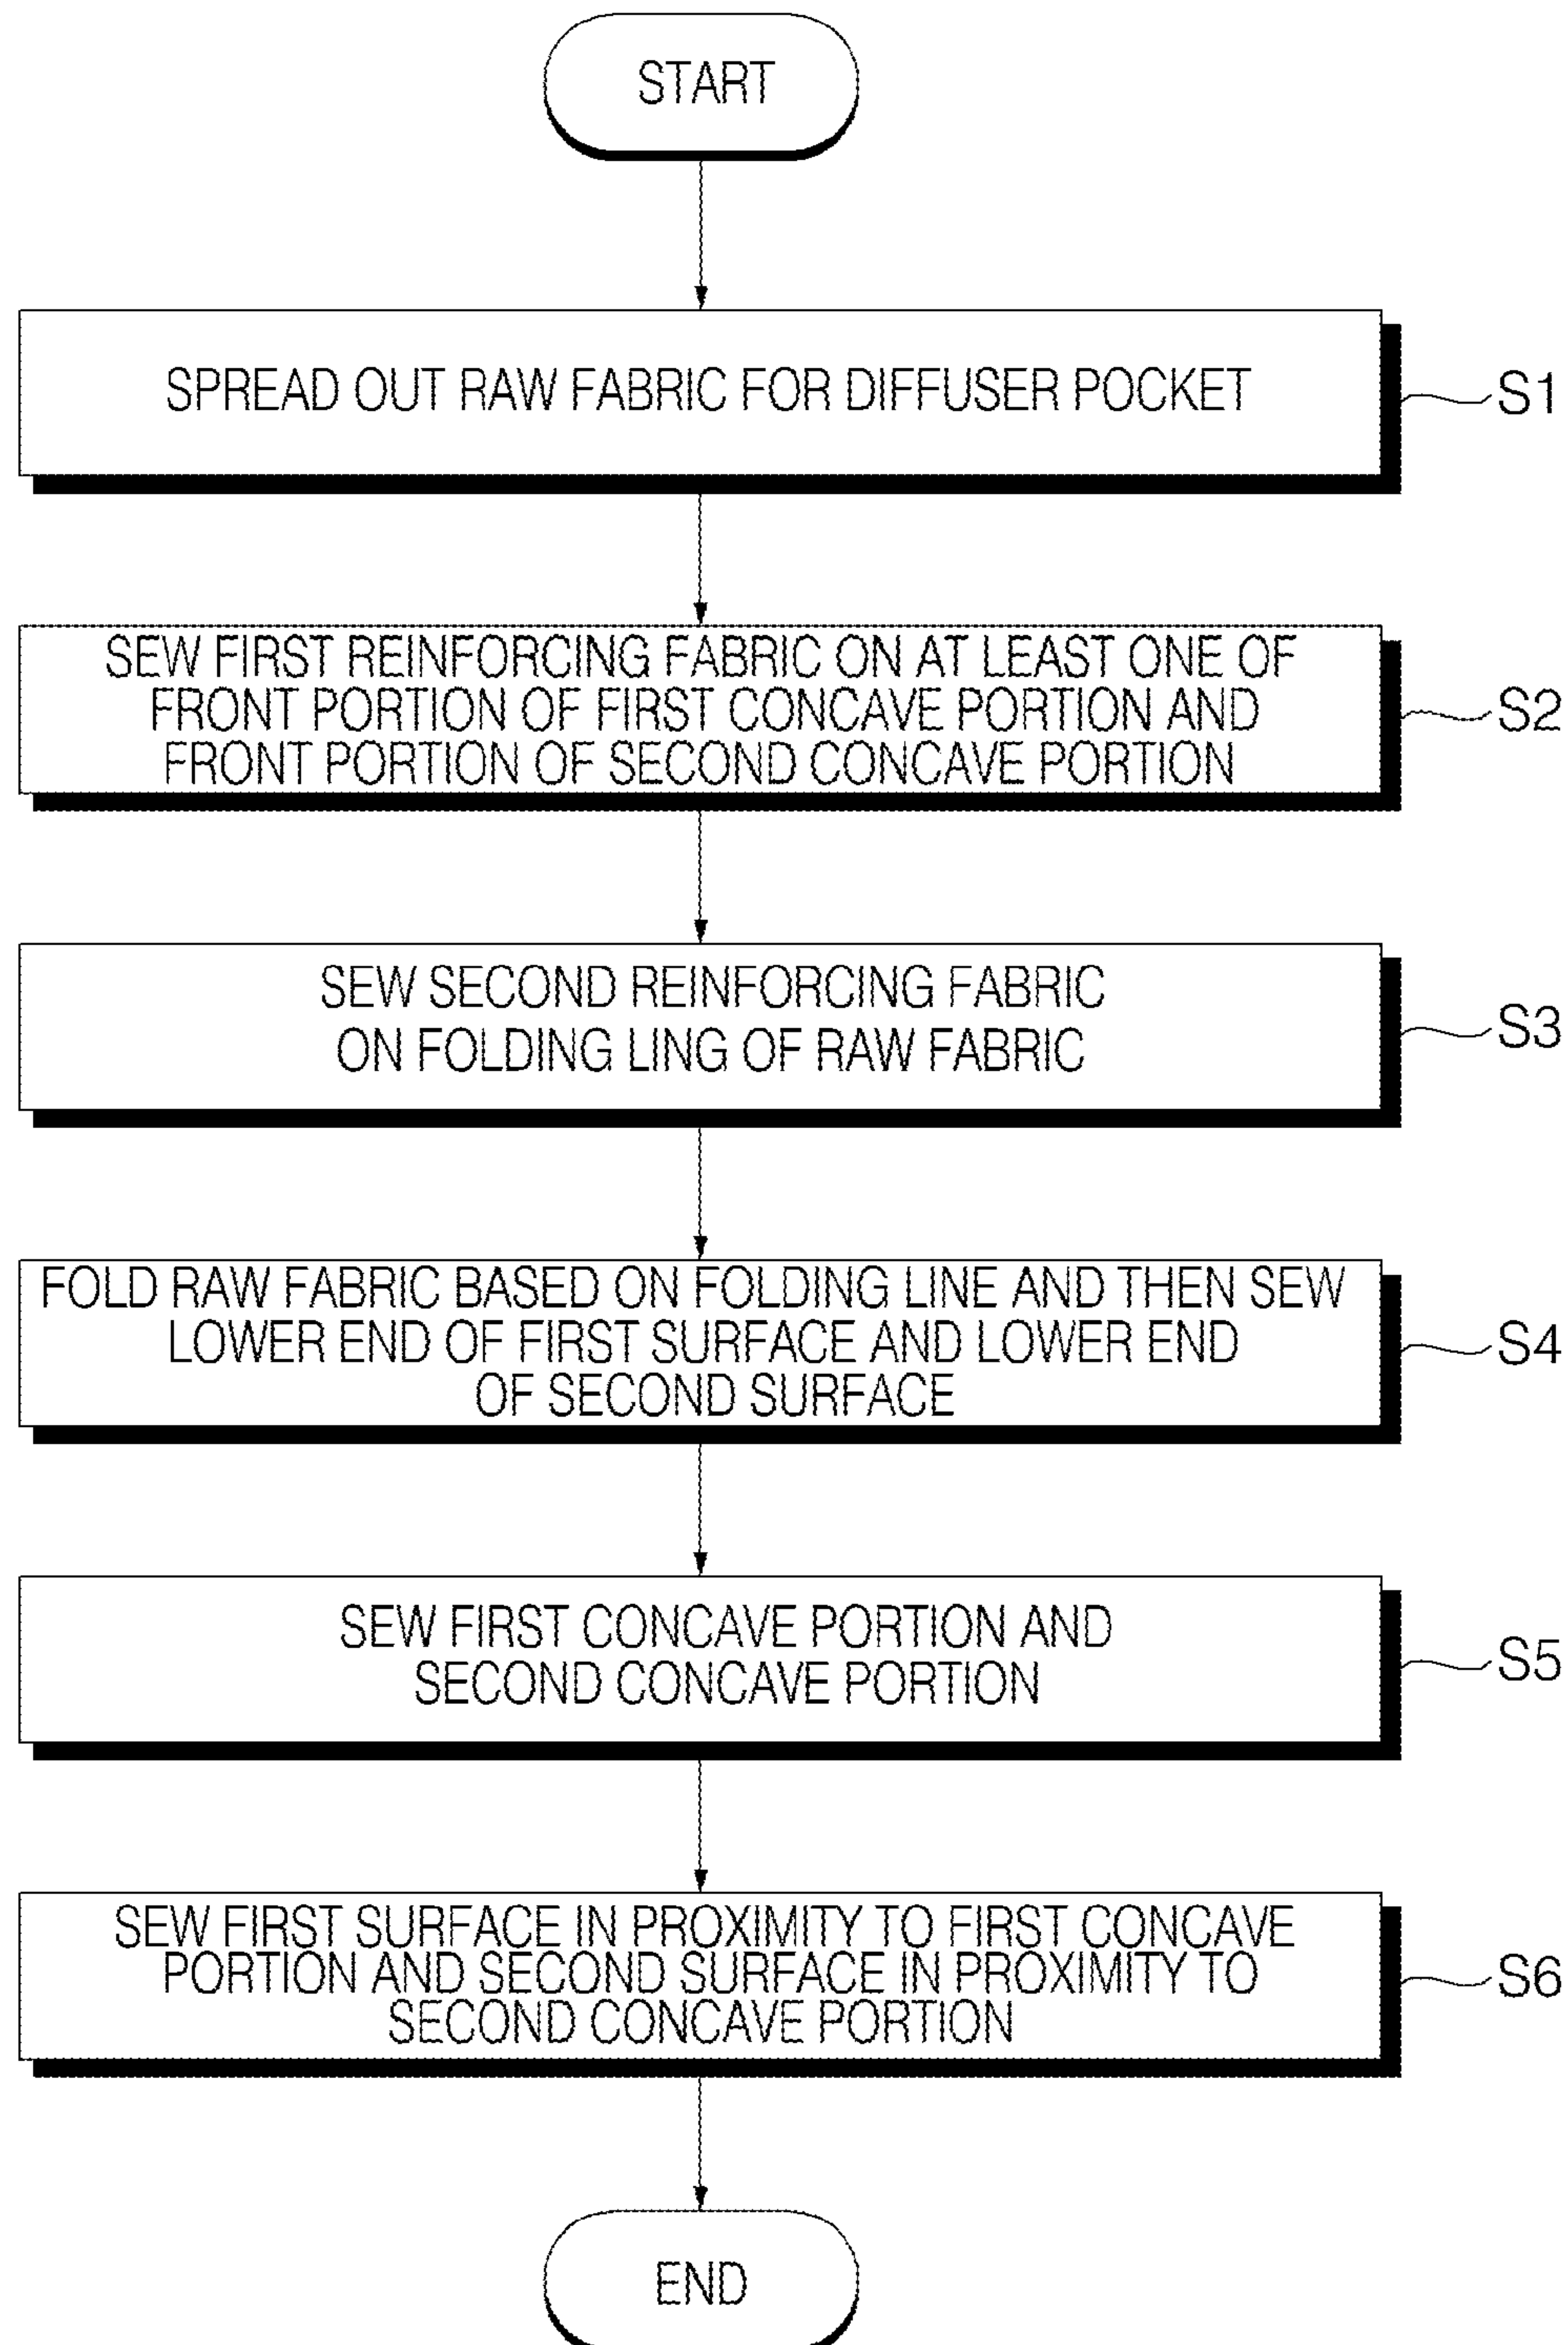 START
SPREAD OUT RAW FABRIC FOR DIFFUSER POCKET
S1
SEW FIRST REINFORCING FABRIC ON AT LEAST ONE OF
FRONT PORTION OF FIRST CONCAVE PORTION AND
FRONT PORTION OF SECOND CONCAVE PORTION
S2
SEW SECOND REINFORCING FABRIC
ON FOLDING LING OF RAW FABRIC
S3
FOLD RAW FABRIC BASED ON FOLDING LINE AND THEN SEW
LOWER END OF FIRST SURFACE AND LOWER END
OF SECOND SURFACE
S4
SEW FIRST CONCAVE PORTION AND
SECOND CONCAVE PORTION
S5
SEW FIRST SURFACE IN PROXIMITY TO FIRST CONCAVE
PORTION AND SECOND SURFACE IN PROXIMITY TO
SECOND CONCAVE PORTION
S6
END